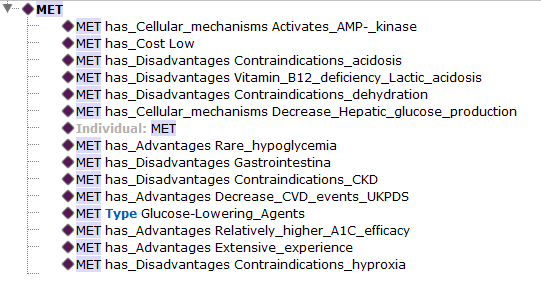 MET
MET has_Cellular_mechanisms Activates_AMP-_kinase
MET has_Cost Low
MET has_Disadvantages Contraindications_acidosis
MET has_Disadvantages Vitamin_B12_deficiency_Lactic_acidosis
MET has_Disadvantages Contraindications_dehydration
MET has_Cellular_mechanisms Decrease_Hepatic_glucose_production
Individual: MET
MET has_Advantages Rare_hypoglycemia
MET has_Disadvantages Gastrointestina
MET has_Disadvantages Contraindications_CKD
MET has_Advantages Decrease_CVD_events_UKPDS
MET Type Glucose-Lowering_Agents
MET has_Advantages Relatively_higher_A1C_efficacy
MET has_Advantages Extensive_experience
MET has_Disadvantages Contraindications_hyproxia